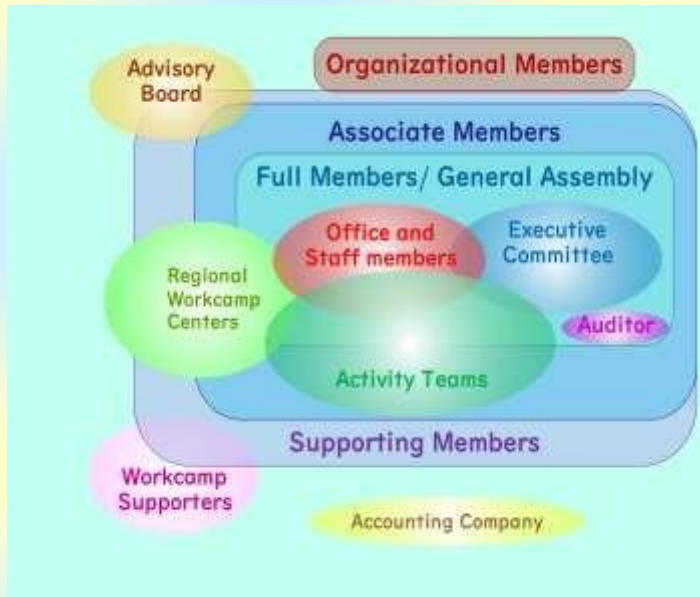 Advisory
Board
Organizational Members
Associate Members
Full Members/ General Assembly
Office and
Staff members
Executive
Committee
Regional
Workcamp
Centers
Auditor
Activity Teams
Supporting Members
Workcamp
Supporters
Accounting Company